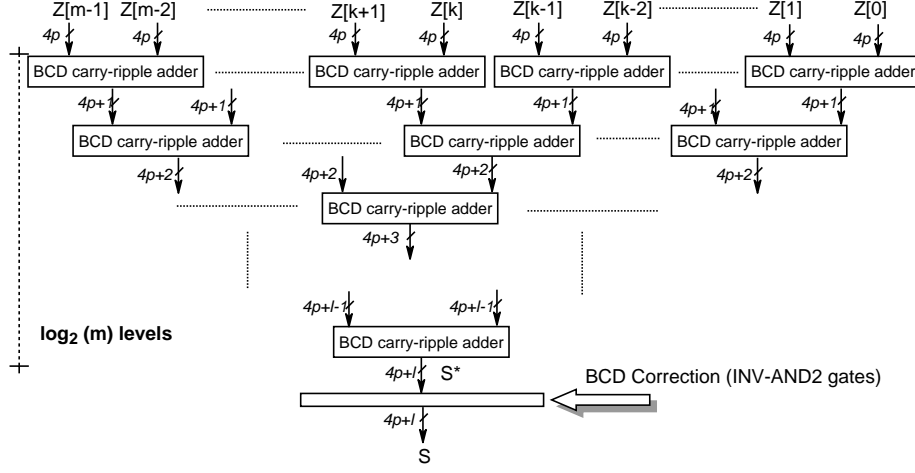 Z[m-1] Z[m-2] Z[k+1] Z[k] Z[k-1] Z[k-2] Z[1] Z[0]
4p 4p 4p 4p 4p 4p 4p 4p
BCD carry-ripple adder BCD carry-ripple adder BCD carry-ripple adder BCD carry-ripple adder
4p+1 4p+1 4p+1 4p+1 4p+1 4p+1
BCD carry-ripple adder BCD carry-ripple adder BCD carry-ripple adder
4p+2 4p+2 4p+2 4p+2
BCD carry-ripple adder
4p+3
4p+l-1 4p+l-1
log2 (m) levels
BCD carry-ripple adder
4p+l S*
BCD Correction (INV-AND2 gates)
4p+l
S